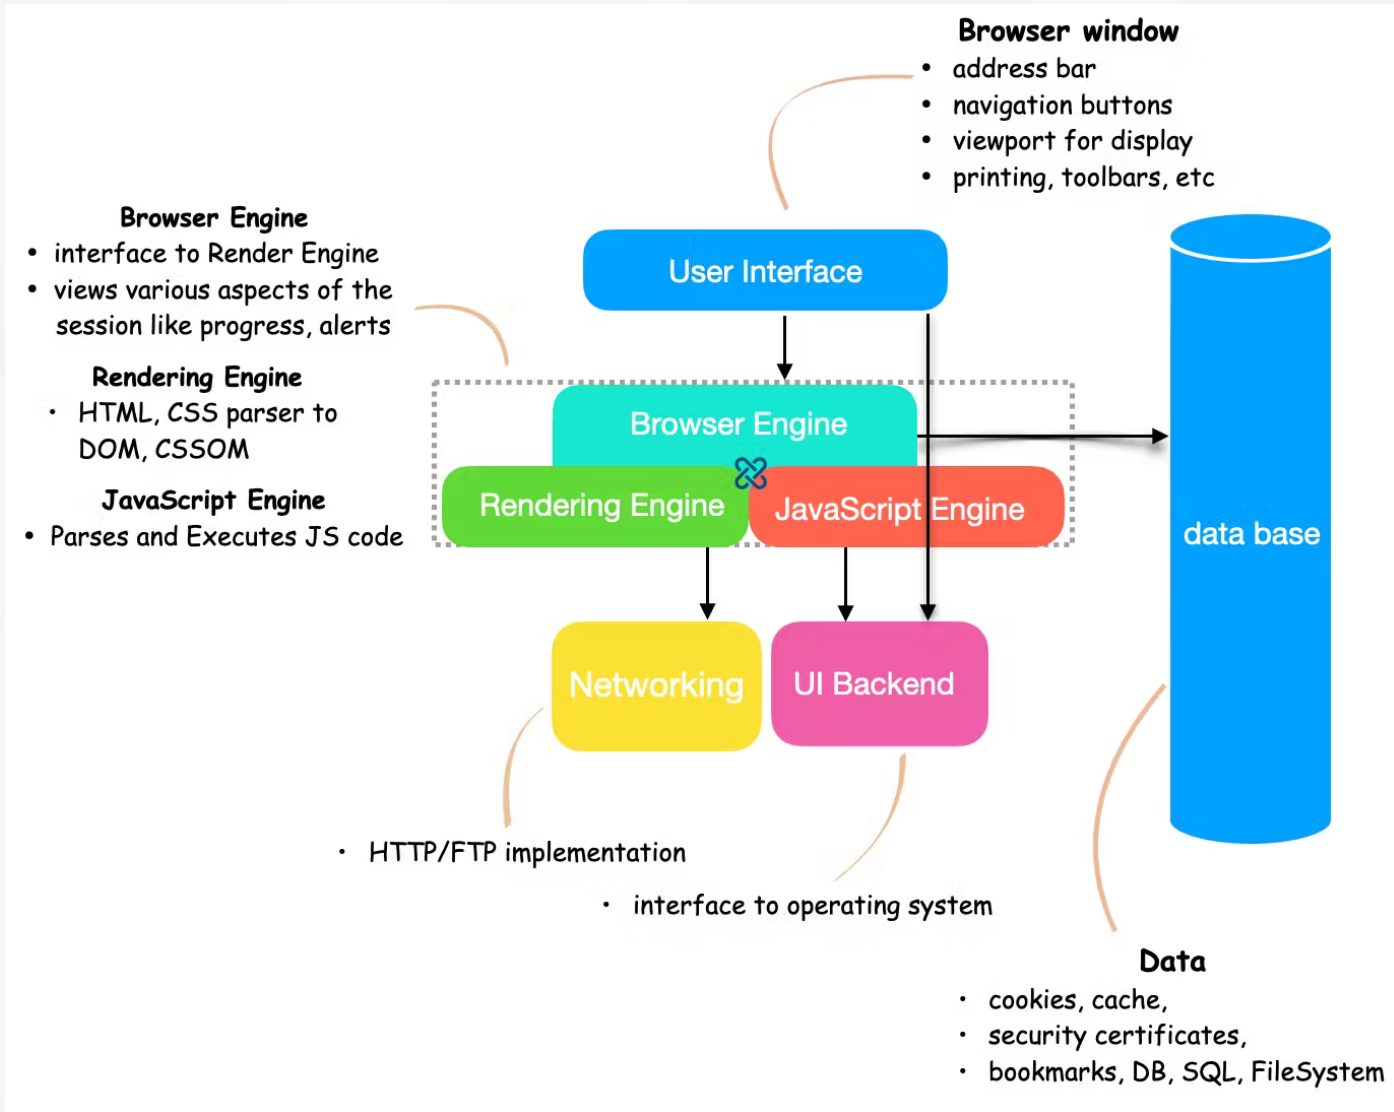 Browser window
• address bar
• navigation buttons
• viewport for display
• printing, toolbars, etc
Browser Engine
• interface to Render Engine
• views various aspects of the
session like progress, alerts
Rendering Engine
• HTML, CSS parser to
DOM, CSSOM
JavaScript Engine
• Parses and Executes JS code
User Interface
Browser Engine
Rendering Engine
JavaScript Engine
data base
Networking
UI Backend
• HTTP/FTP implementation
• interface to operating system
Data
• cookies, cache,
• security certificates,
• bookmarks, DB, SQL, FileSystem